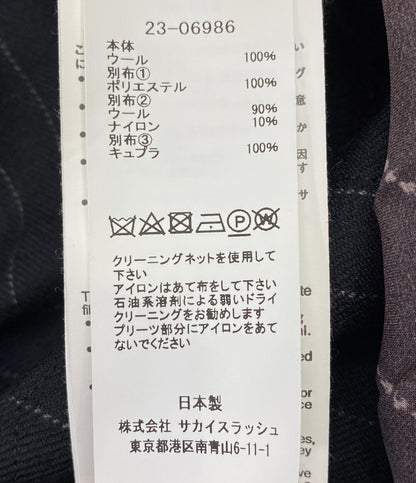 23-06986
本体
ウール 100%
別布①
ポリエステル 100%
別布②
ウール 90%
ナイロン 10%
別布③
キュプラ 100%
P W
クリーニングネットを使用して
下さい
アイロンはあて布をして下さい
石油系溶剤による弱いドライ
クリーニングをお勧めします
プリーツ部分にアイロンをあて
ないでください
日本製
株式会社 サカイスラッシュ
東京都港区南青山6-11-1